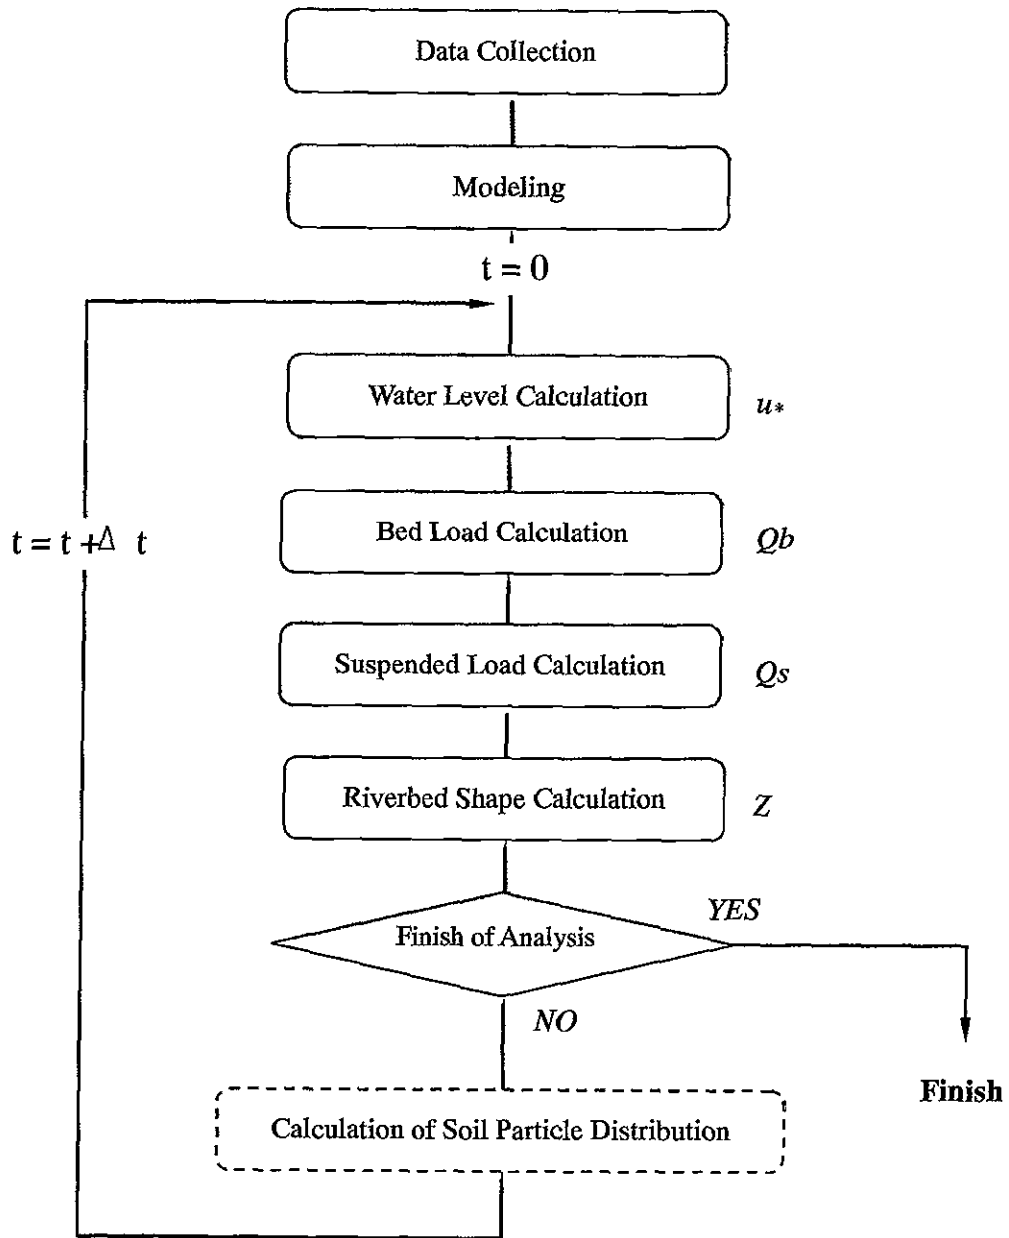 Data Collection
Modeling
t = 0
Water Level Calculation
u*
Bed Load Calculation
Qb
t = t +Δ t
Suspended Load Calculation
Qs
Riverbed Shape Calculation
Z
YES
Finish of Analysis
NO
Finish
Calculation of Soil Particle Distribution